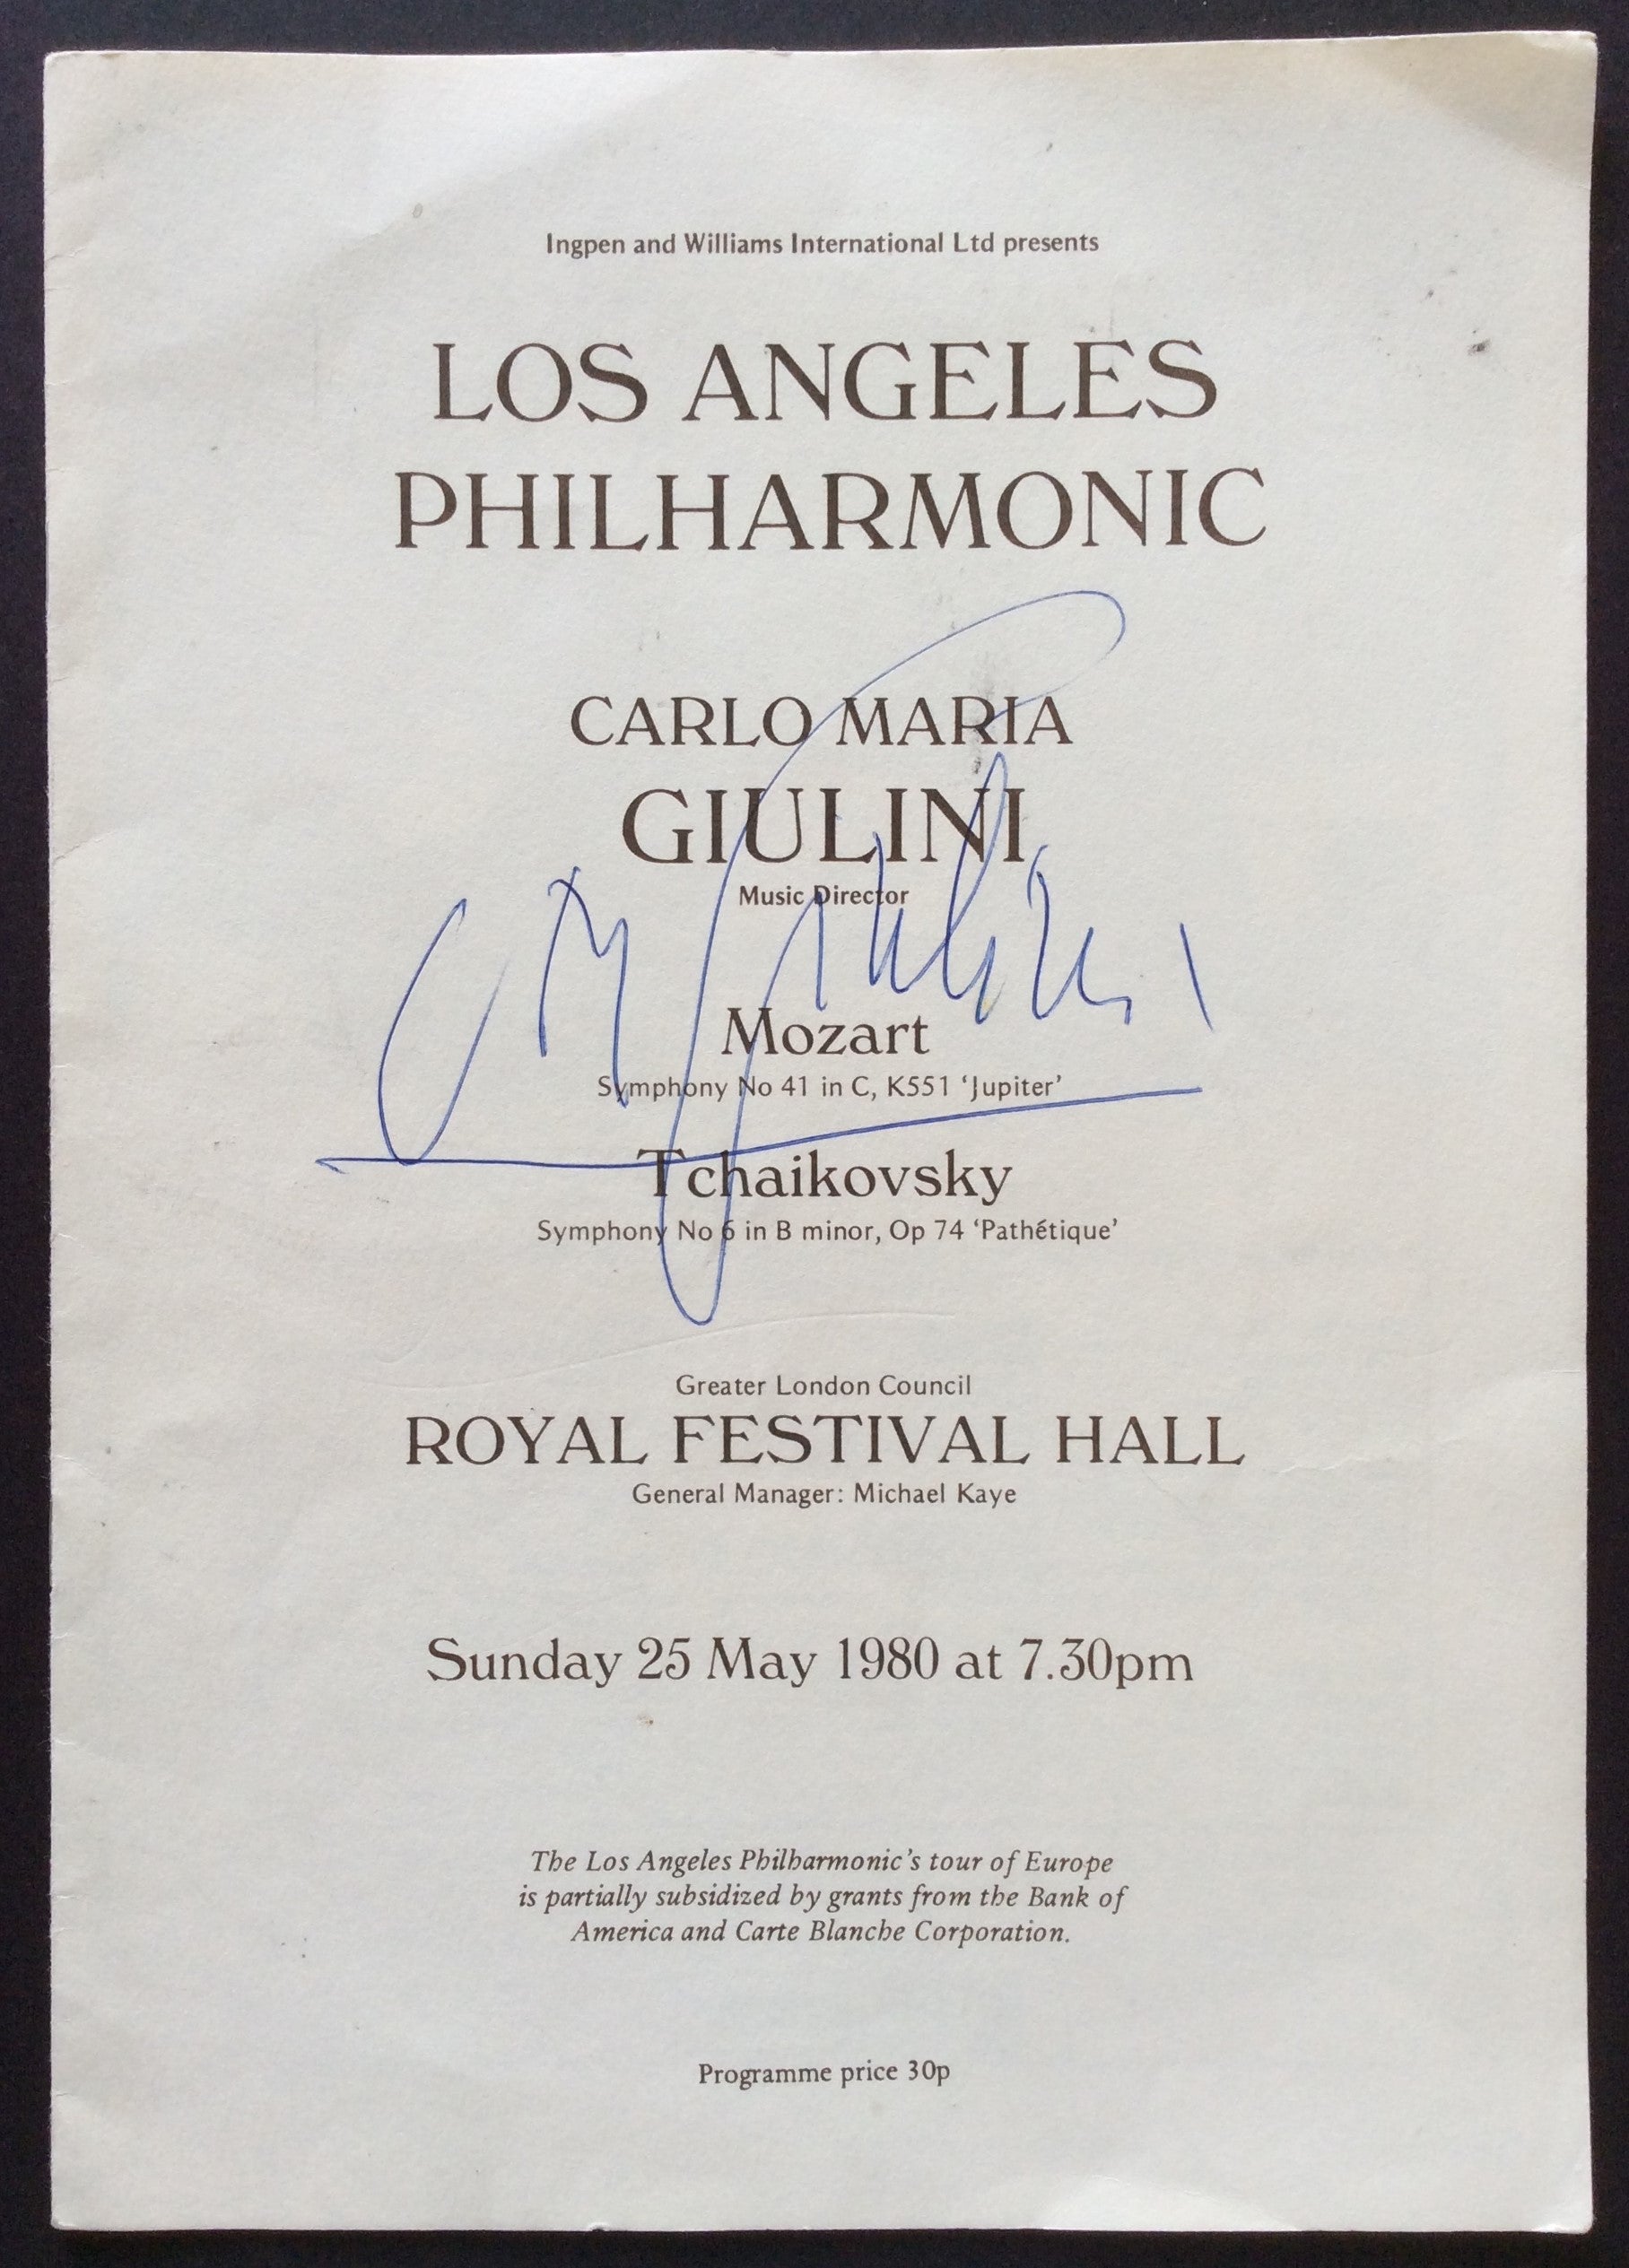 Ingpen and Williams International Ltd presents
LOS ANGELES
PHILHARMONIC
CARLO MARIA
GIULINI
Music Director
Mozart
Symphony No 41 in C, K551 ‘Jupiter’
Tchaikovsky
Symphony No 6 in B minor, Op 74 ‘Pathétique’
Greater London Council
ROYAL FESTIVAL HALL
General Manager: Michael Kaye
Sunday 25 May 1980 at 7.30pm
The Los Angeles Philharmonic’s tour of Europe
is partially subsidized by grants from the Bank of
America and Carte Blanche Corporation.
Programme price 30p